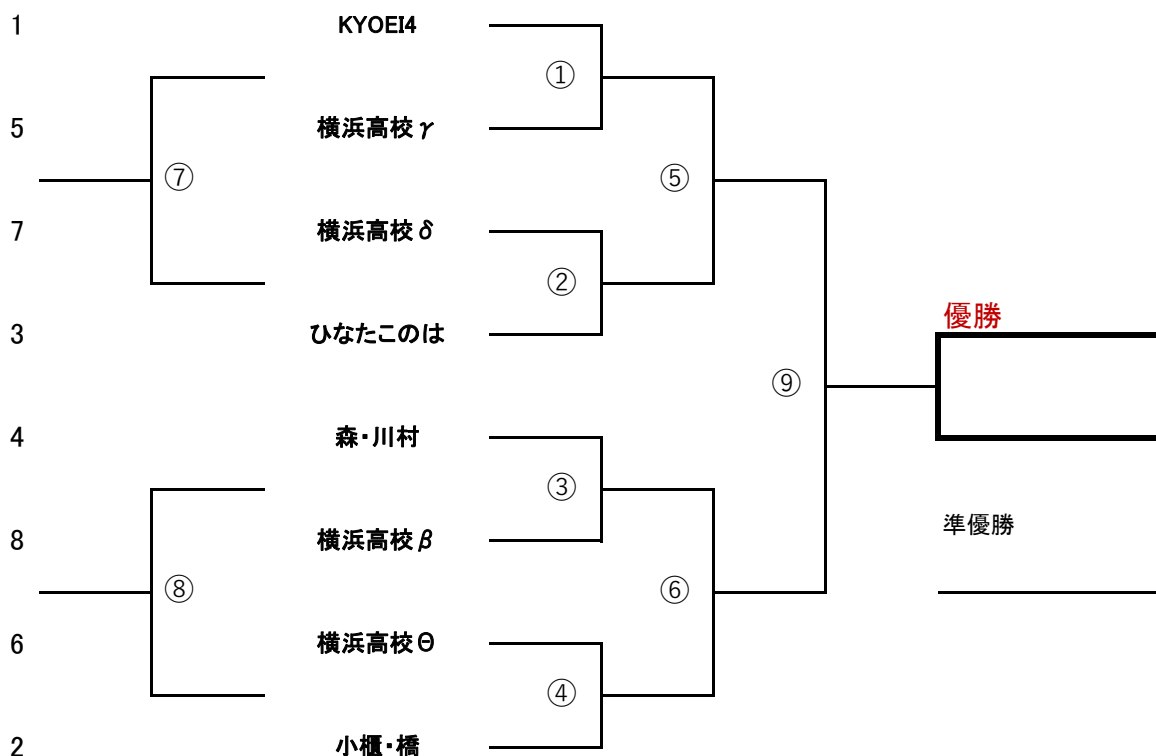 1 KYOEI4
①
5 横浜高校γ
⑦ ⑤
7 横浜高校δ
②
優勝
3 ひなたこのは
⑨
4 森・川村
③
準優勝
8 横浜高校β
⑧ ⑥
6 横浜高校Θ
④
2 小櫃・橋